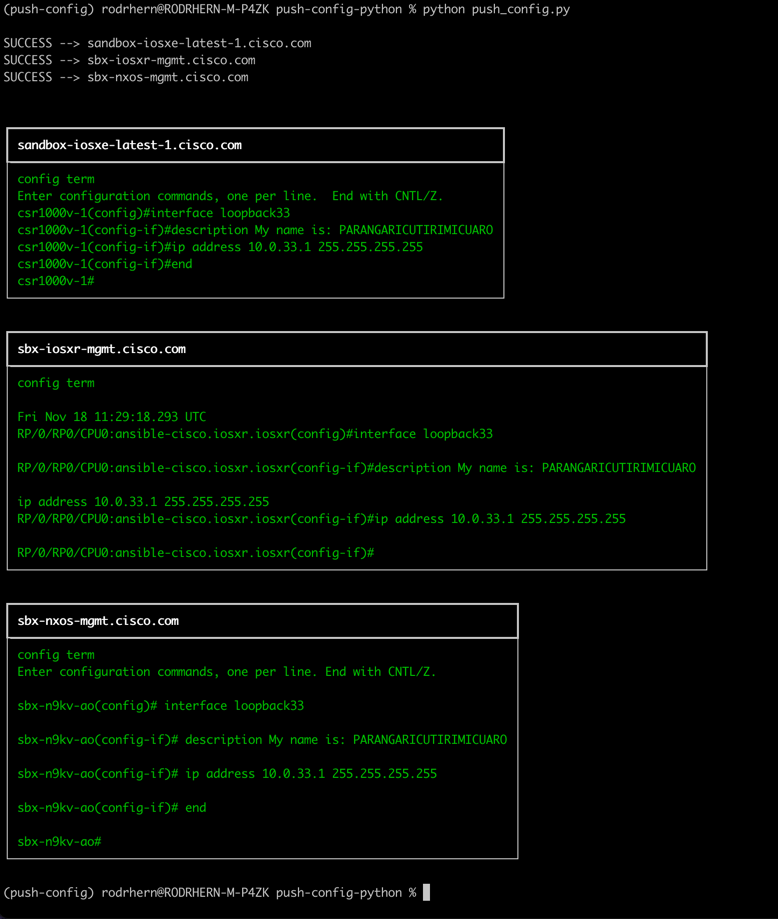 (push-config) rodrhern@RODRHERN-M-P4ZK push-config-python % python push_config.py
SUCCESS --> sandbox-iosxe-latest-1.cisco.com
SUCCESS --> sbx-iosxr-mgmt.cisco.com
SUCCESS --> sbx-nxos-mgmt.cisco.com
sandbox-iosxe-latest-1.cisco.com
config term
Enter configuration commands, one per line.  End with CNTL/Z.
csr1000v-1(config)#interface loopback33
csr1000v-1(config-if)#description My name is: PARANGARICUTIRIMICUARO
csr1000v-1(config-if)#ip address 10.0.33.1 255.255.255.255
csr1000v-1(config-if)#end
csr1000v-1#
sbx-iosxr-mgmt.cisco.com
config term
Fri Nov 18 11:29:18.293 UTC
RP/0/RP0/CPU0:ansible-cisco.iosxr.iosxr(config)#interface loopback33
RP/0/RP0/CPU0:ansible-cisco.iosxr.iosxr(config-if)#description My name is: PARANGARICUTIRIMICUARO
ip address 10.0.33.1 255.255.255.255
RP/0/RP0/CPU0:ansible-cisco.iosxr.iosxr(config-if)#ip address 10.0.33.1 255.255.255.255
RP/0/RP0/CPU0:ansible-cisco.iosxr.iosxr(config-if)#
sbx-nxos-mgmt.cisco.com
config term
Enter configuration commands, one per line. End with CNTL/Z.
sbx-n9kv-ao(config)# interface loopback33
sbx-n9kv-ao(config-if)# description My name is: PARANGARICUTIRIMICUARO
sbx-n9kv-ao(config-if)# ip address 10.0.33.1 255.255.255.255
sbx-n9kv-ao(config-if)# end
sbx-n9kv-ao#
(push-config) rodrhern@RODRHERN-M-P4ZK push-config-python %